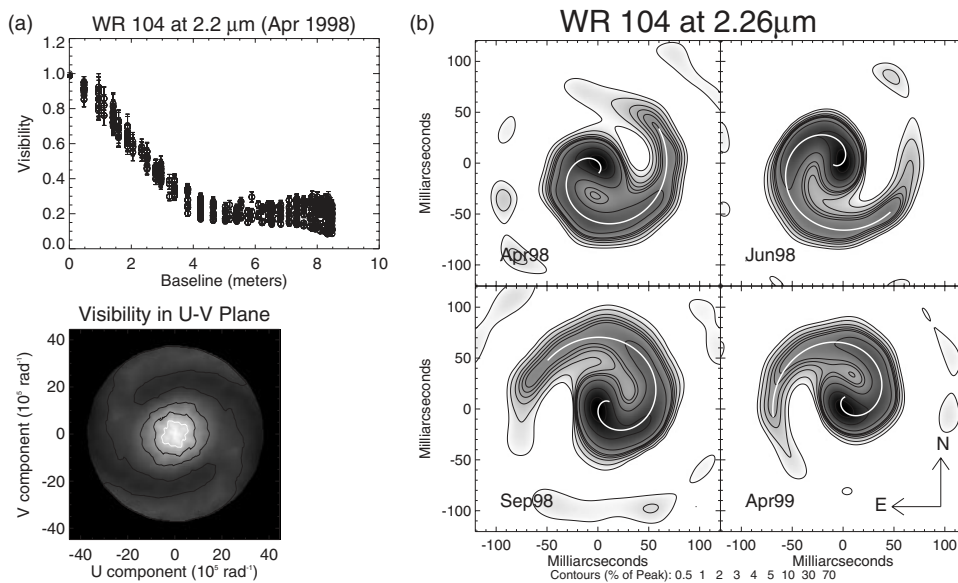 (a)
WR 104 at 2.2 μm (Apr 1998)
1.2
1.0
0.8
0.6
0.4
0.2
0.0
Visibility
0 2 4 6 8 10
Baseline (meters)
Visibility in U-V Plane
40
20
0
-20
-40
V component (10⁵ rad⁻¹)
-40 -20 0 20 40
U component (10⁵ rad⁻¹)
(b)
WR 104 at 2.26μm
100
50
0
-50
-100
Milliarcseconds
Apr98
Jun98
100
50
0
-50
-100
Milliarcseconds
Sep98
Apr99
N
E
-100 -50 0 50 100
-100 -50 0 50 100
Milliarcseconds
Milliarcseconds
Contours (% of Peak): 0.5 1 2 3 4 5 10 30 70